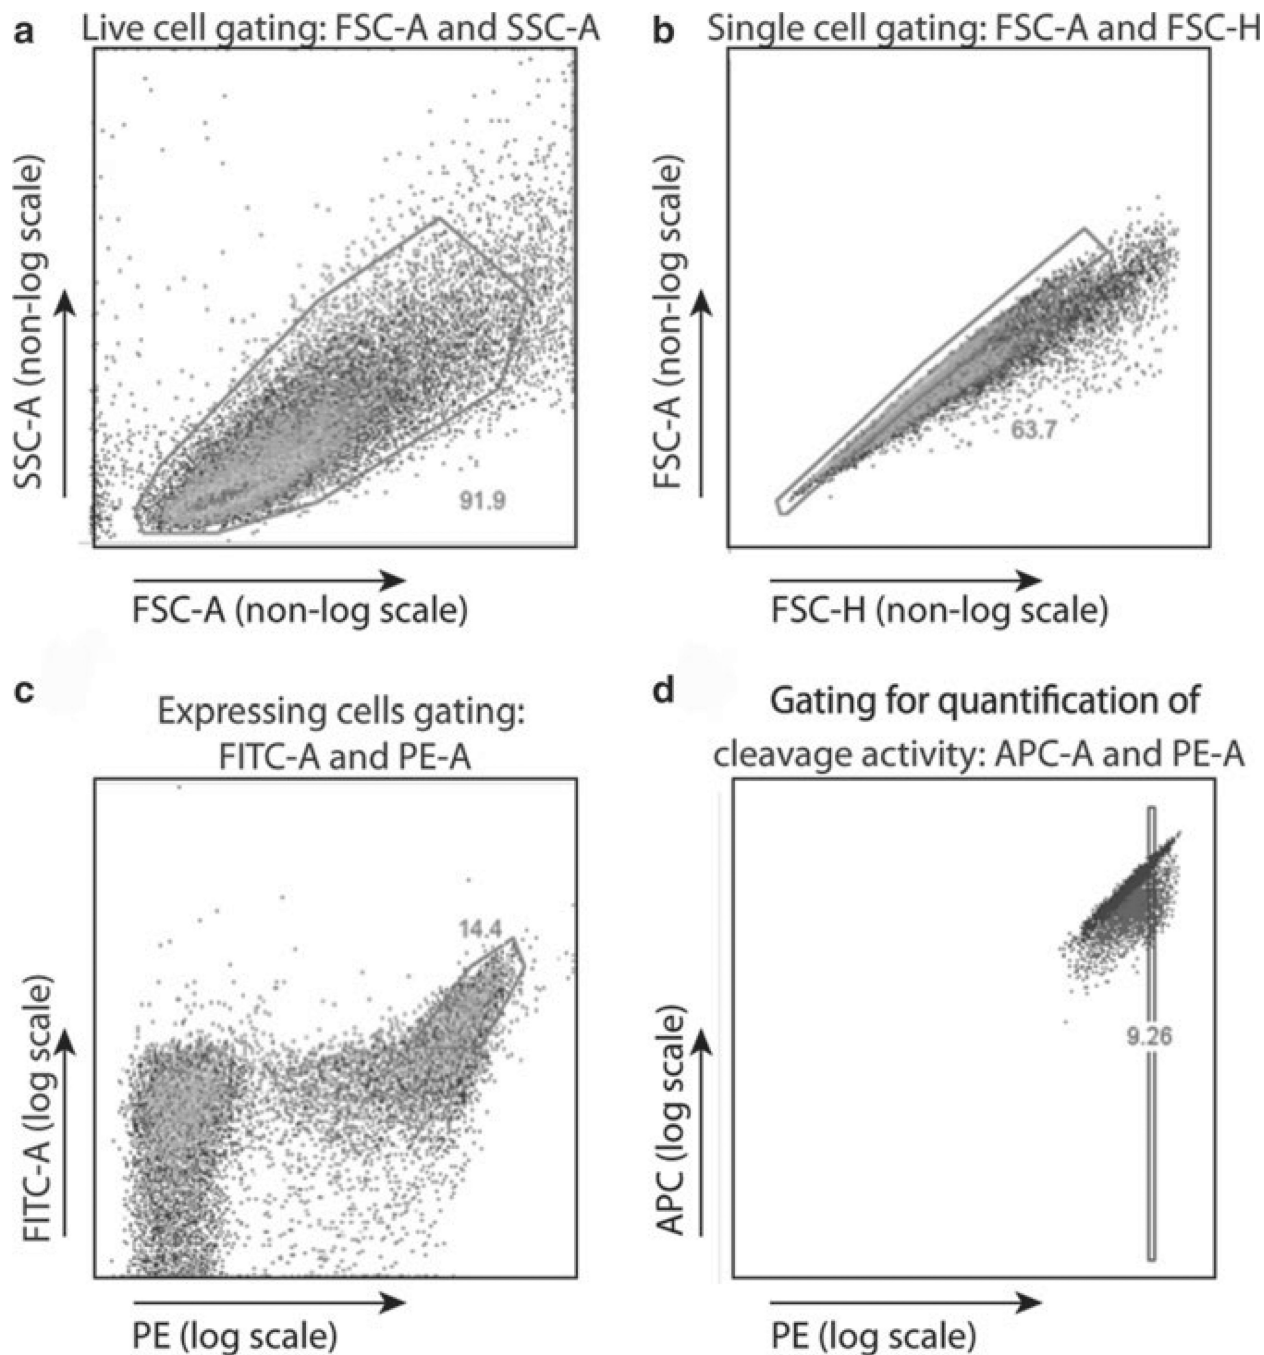 a Live cell gating: FSC-A and SSC-A
SSC-A (non-log scale)
91.9
FSC-A (non-log scale)
b Single cell gating: FSC-A and FSC-H
FSC-A (non-log scale)
63.7
FSC-H (non-log scale)
c Expressing cells gating:
FITC-A and PE-A
FITC-A (log scale)
14.4
PE (log scale)
d Gating for quantification of
cleavage activity: APC-A and PE-A
APC (log scale)
9.26
PE (log scale)